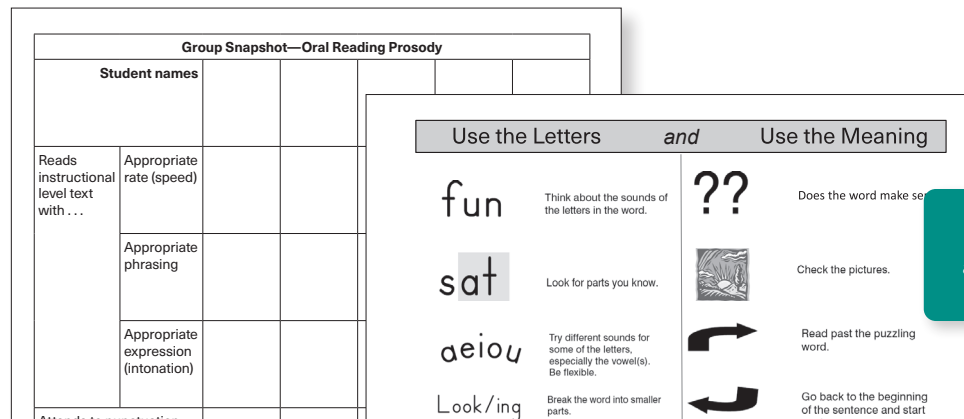 Group Snapshot—Oral Reading Prosody
Student names
Reads
instructional
level text
with . . .
Appropriate
rate (speed)
Appropriate
phrasing
Appropriate
expression
(intonation)
Use the Letters and Use the Meaning
fun
Think about the sounds of
the letters in the word.
??
Does the word make
sat
Look for parts you know.
Check the pictures.
aeiou
Try different sounds for
some of the letters,
especially the vowel(s).
Be flexible.
Read past the puzzling
word.
Look/ing
Break the word into smaller
parts.
Go back to the beginning
of the sentence and start